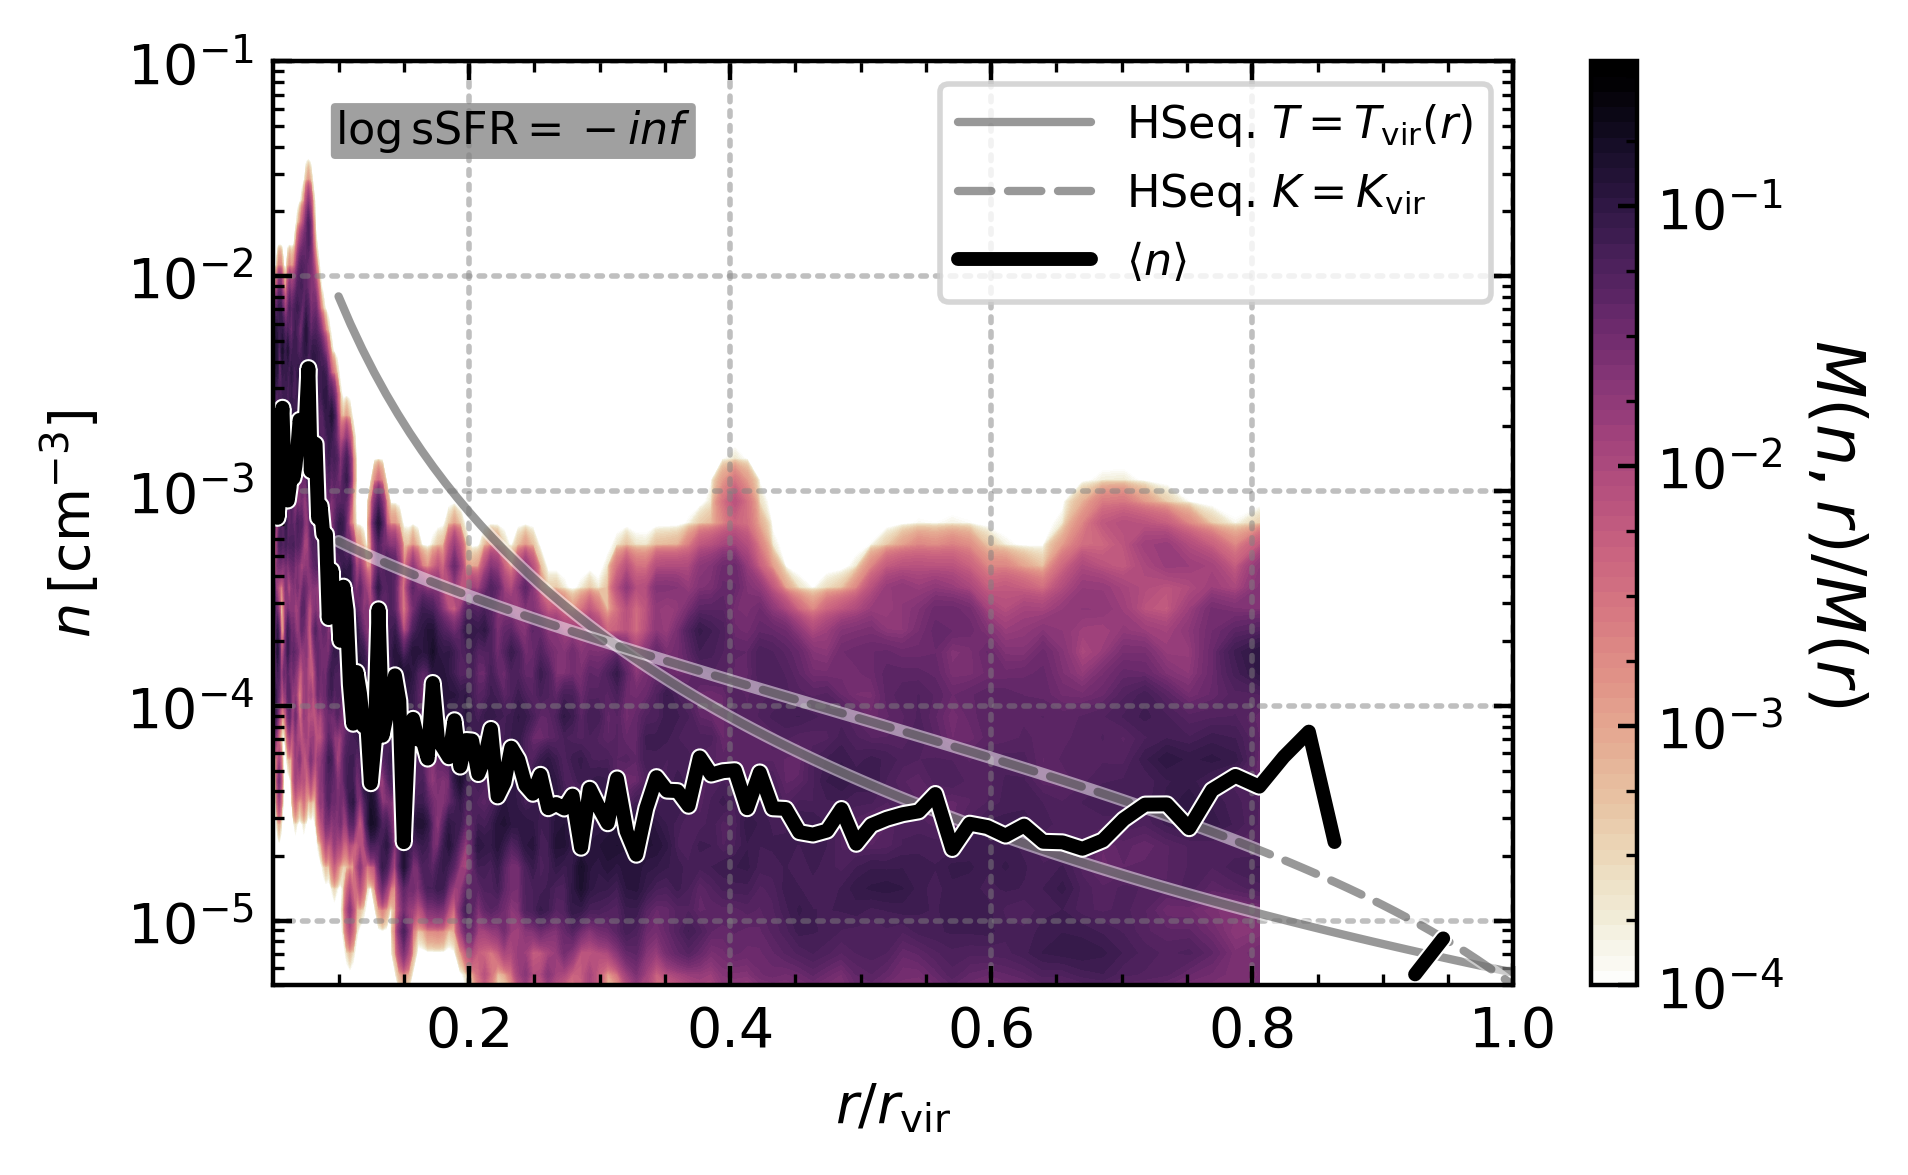 10⁻¹
10⁻²
10⁻³
10⁻⁴
10⁻⁵
n [cm⁻³]
log sSFR = −inf
HSeq. T = T_vir(r)
HSeq. K = K_vir
⟨n⟩
0.2 0.4 0.6 0.8 1.0
r/r_vir
10⁻¹
10⁻²
10⁻³
10⁻⁴
M(n, r)/M(r)